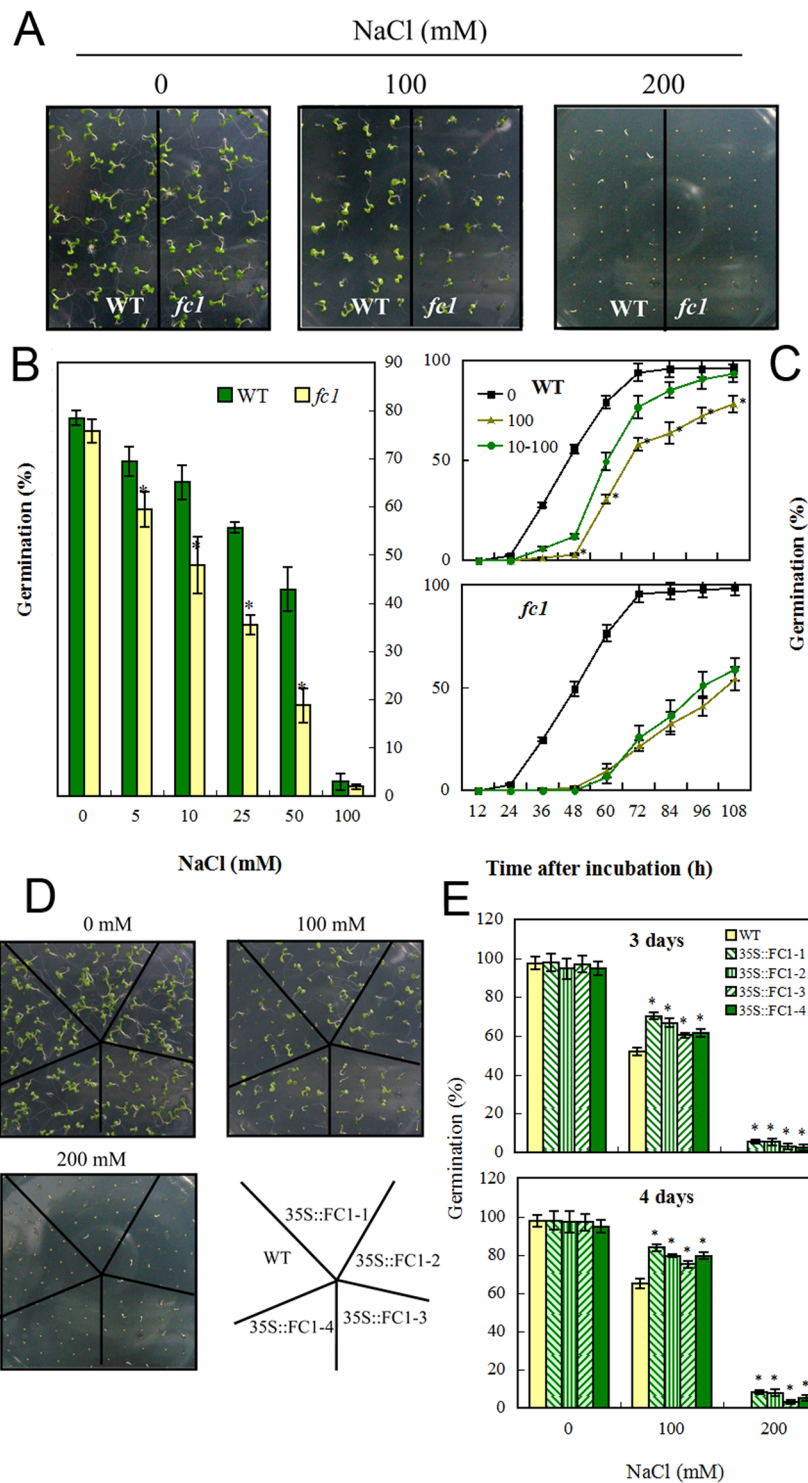 A
NaCl (mM)
0 100 200
WT fc1 WT fc1 WT fc1
B
WT fc1
Germination (%)
90
80
70
60
50
40
30
20
10
0
* * * *
0 5 10 25 50 100
NaCl (mM)
C
100
50
0
WT
0
100
10-100
* * * * * *
Germination (%)
100
50
0
fc1
12 24 36 48 60 72 84 96 108
Time after incubation (h)
D
0 mM 100 mM
200 mM
35S::FC1-1
WT
35S::FC1-2
35S::FC1-4
35S::FC1-3
E
Germination (%)
120
100
80
60
40
20
0
3 days
WT
35S::FC1-1
35S::FC1-2
35S::FC1-3
35S::FC1-4
* * * * * * * *
120
100
80
60
40
20
0
4 days
* * * * * * * *
0 100 200
NaCl (mM)